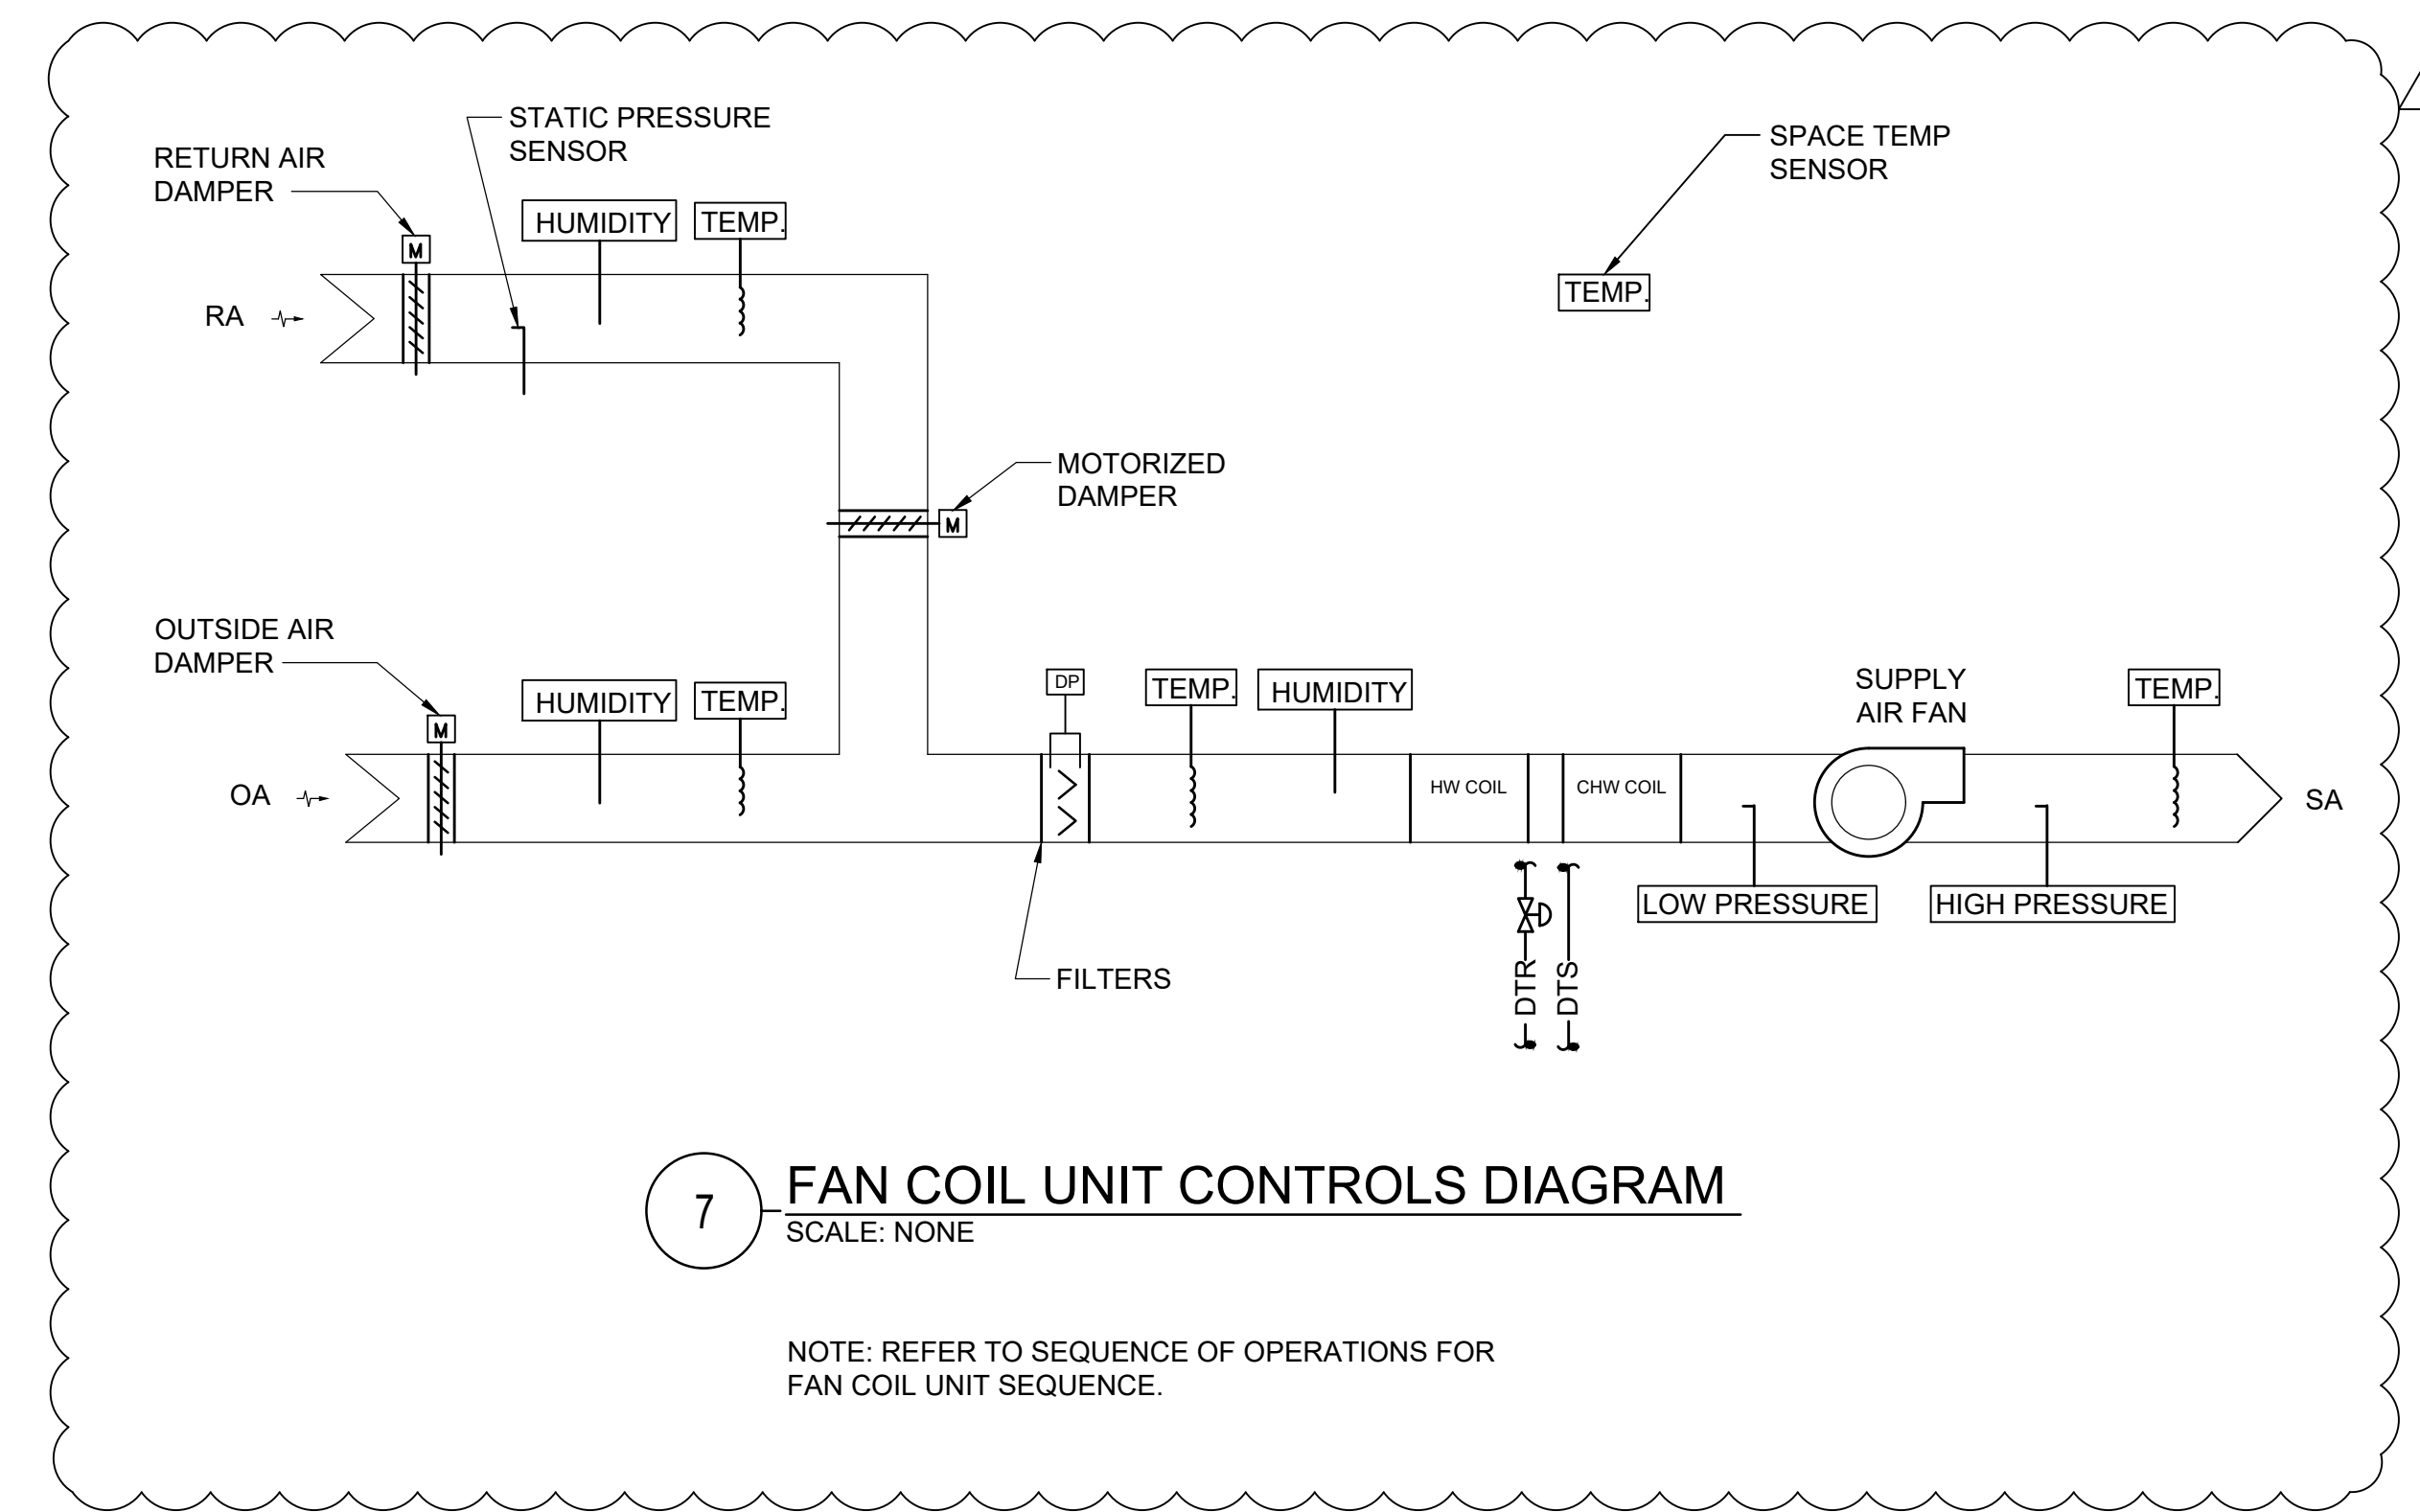 STATIC PRESSURE
SENSOR
SPACE TEMP
SENSOR
RETURN AIR
DAMPER
HUMIDITY
TEMP.
M
TEMP.
RA
MOTORIZED
DAMPER
M
OUTSIDE AIR
DAMPER
HUMIDITY
TEMP.
M
DP
TEMP.
HUMIDITY
SUPPLY
AIR FAN
TEMP.
OA
HW COIL
CHW COIL
SA
LOW PRESSURE
HIGH PRESSURE
FILTERS
DTR
DTS
7
FAN COIL UNIT CONTROLS DIAGRAM
SCALE: NONE
NOTE: REFER TO SEQUENCE OF OPERATIONS FOR
FAN COIL UNIT SEQUENCE.